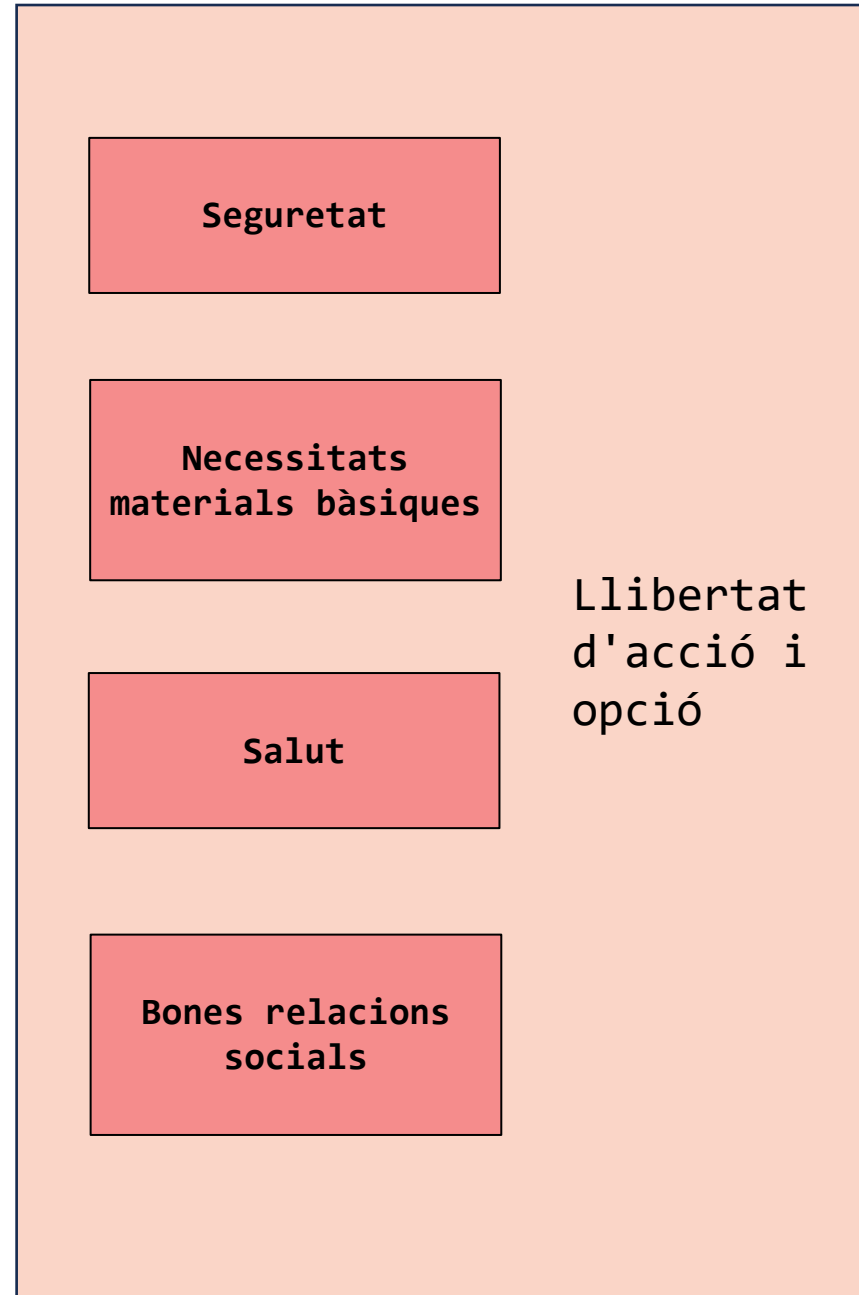 Seguretat
Necessitats
materials bàsiques
Llibertat
d'acció i
opció
Salut
Bones relacions
socials